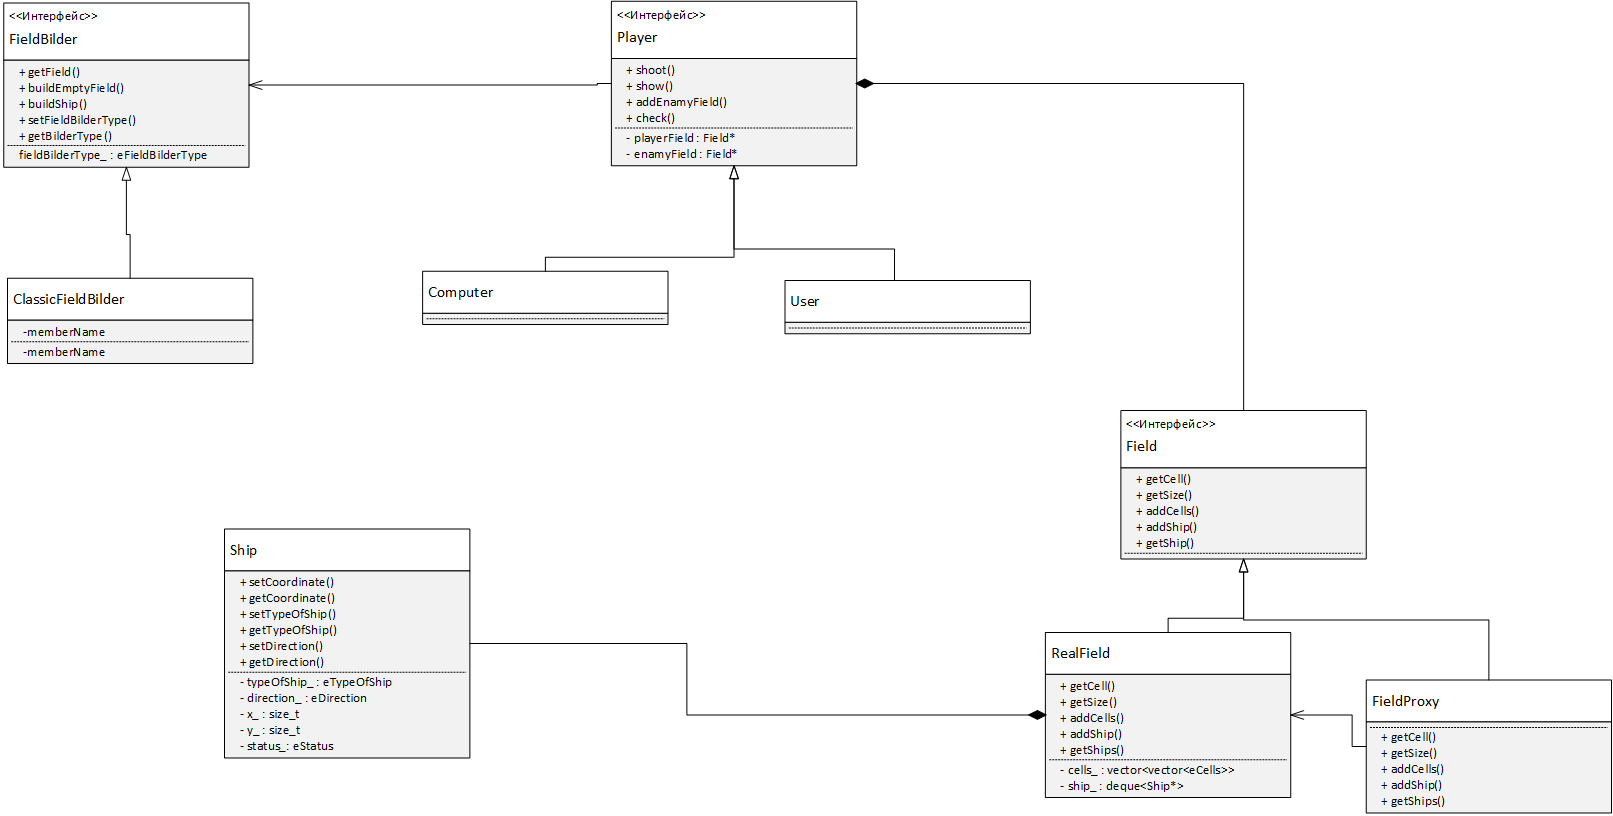 <<Интерфейс>>
FieldBilder
+ getField()
+ buildEmptyField()
+ buildShip()
+ setFieldBilderType()
+ getBilderType()
fieldBilderType_ : eFieldBilderType
<<Интерфейс>>
Player
+ shoot()
+ show()
+ addEnamyField()
+ check()
- playerField : Field*
- enamyField : Field*
ClassicFieldBilder
-memberName
-memberName
Computer
User
<<Интерфейс>>
Field
+ getCell()
+ getSize()
+ addCells()
+ addShip()
+ getShip()
Ship
+ setCoordinate()
+ getCoordinate()
+ setTypeOfShip()
+ getTypeOfShip()
+ setDirection()
+ getDirection()
- typeOfShip_ : eTypeOfShip
- direction_ : eDirection
- x_ : size_t
- y_ : size_t
- status_ : eStatus
RealField
+ getCell()
+ getSize()
+ addCells()
+ addShip()
+ getShips()
- cells_ : vector<vector<eCells>>
- ship_ : deque<Ship*>
FieldProxy
+ getCell()
+ getSize()
+ addCells()
+ addShip()
+ getShips()